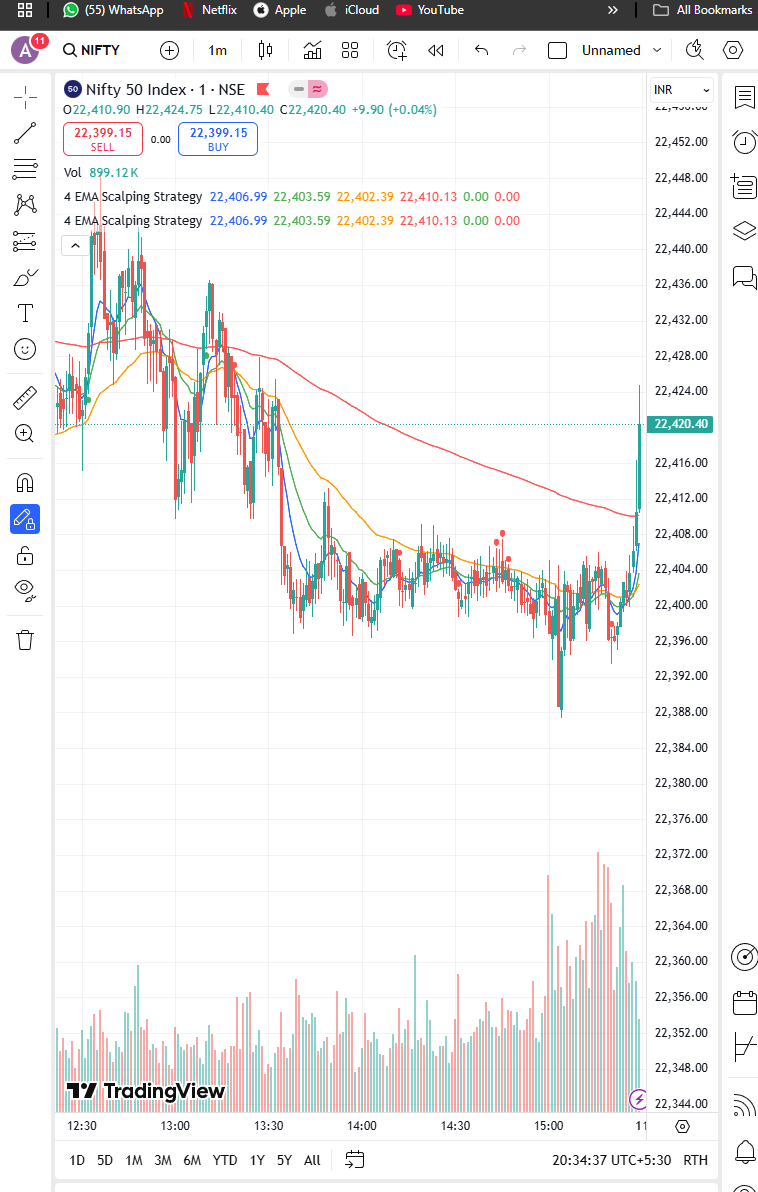 (55) WhatsApp Netflix Apple iCloud YouTube » All Bookmarks
A 11 NIFTY 1m Unnamed
50 Nifty 50 Index · 1 · NSE INR
O22,410.90 H22,424.75 L22,410.40 C22,420.40 +9.90 (+0.04%)
22,399.15 0.00 22,399.15
SELL BUY
Vol 899.12 K
4 EMA Scalping Strategy 22,406.99 22,403.59 22,402.39 22,410.13 0.00 0.00
4 EMA Scalping Strategy 22,406.99 22,403.59 22,402.39 22,410.13 0.00 0.00
22,452.00
22,448.00
22,444.00
22,440.00
22,436.00
22,432.00
22,428.00
22,424.00
22,420.40
22,416.00
22,412.00
22,408.00
22,404.00
22,400.00
22,396.00
22,392.00
22,388.00
22,384.00
22,380.00
22,376.00
22,372.00
22,368.00
22,364.00
22,360.00
22,356.00
22,352.00
22,348.00
22,344.00
TradingView
12:30 13:00 13:30 14:00 14:30 15:00
1D 5D 1M 3M 6M YTD 1Y 5Y All 20:34:37 UTC+5:30 RTH